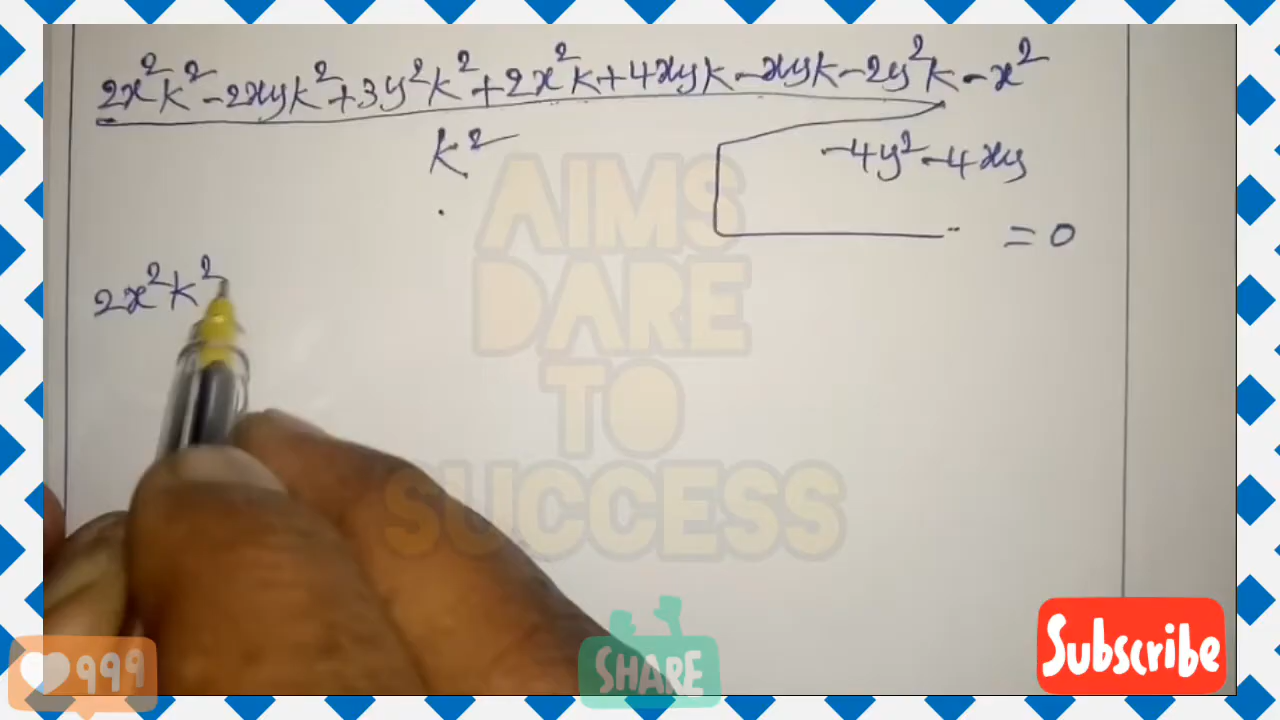 2x²k² - 2xyk² + 3y²k² + 2x²k + 4xyk - xyk - 2y²k - x²
k²
-4y² - 4xy
= 0
2x²k²
AIMS
DARE
TO
SUCCESS
999
SHARE
Subscribe